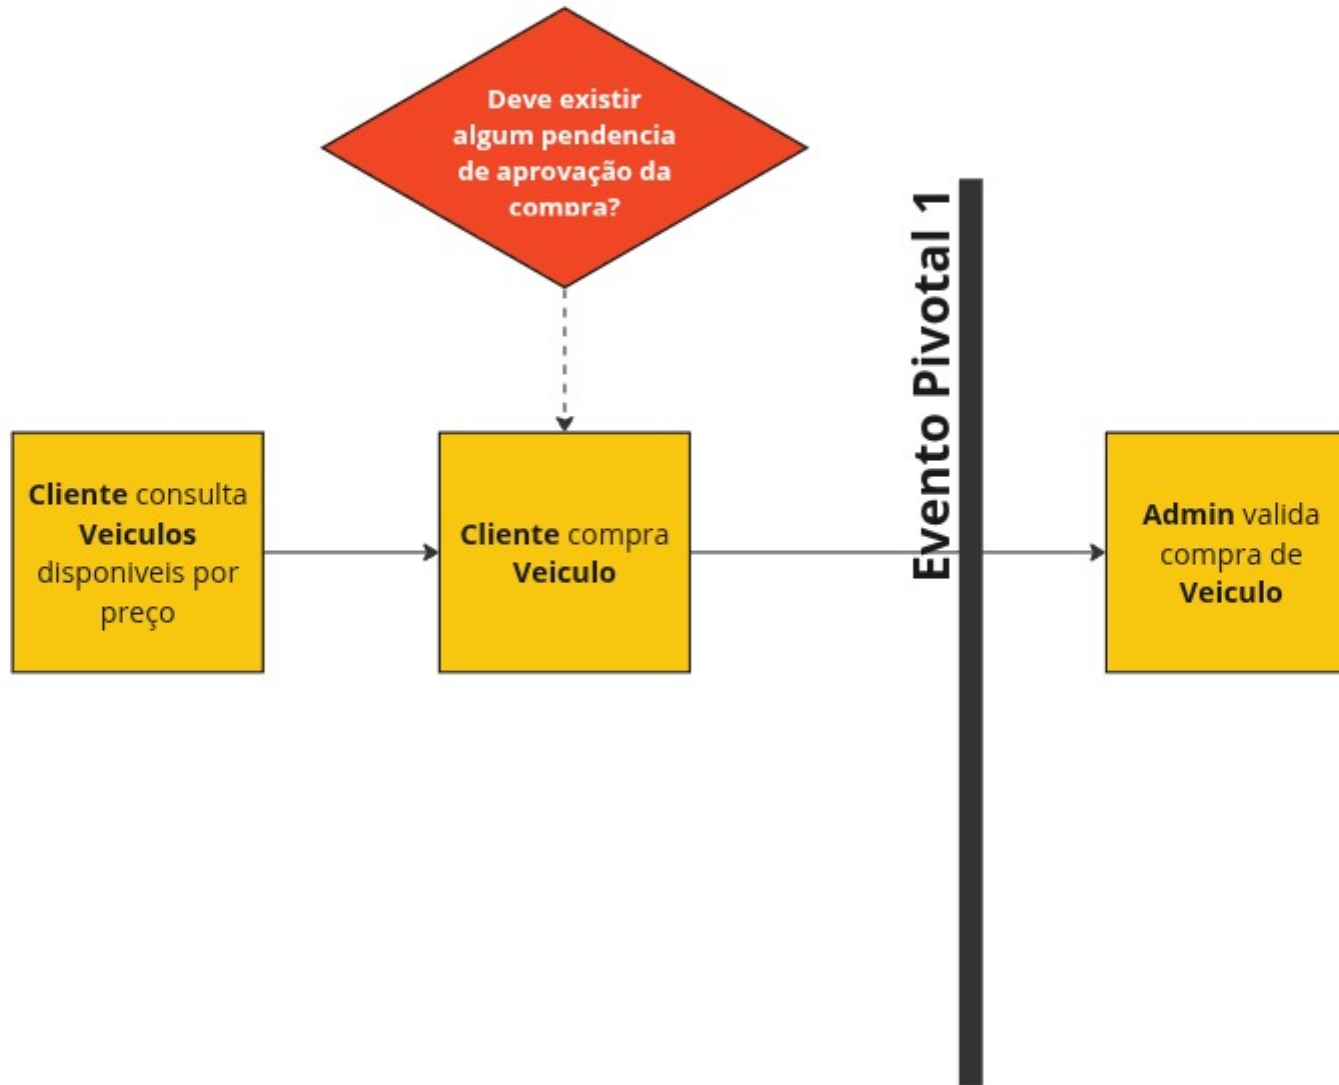 Deve existir
algum pendencia
de aprovação da
compra?
Evento Pivotal 1
Cliente consulta
Veiculos
disponiveis por
preço
Cliente compra
Veiculo
Admin valida
compra de
Veiculo